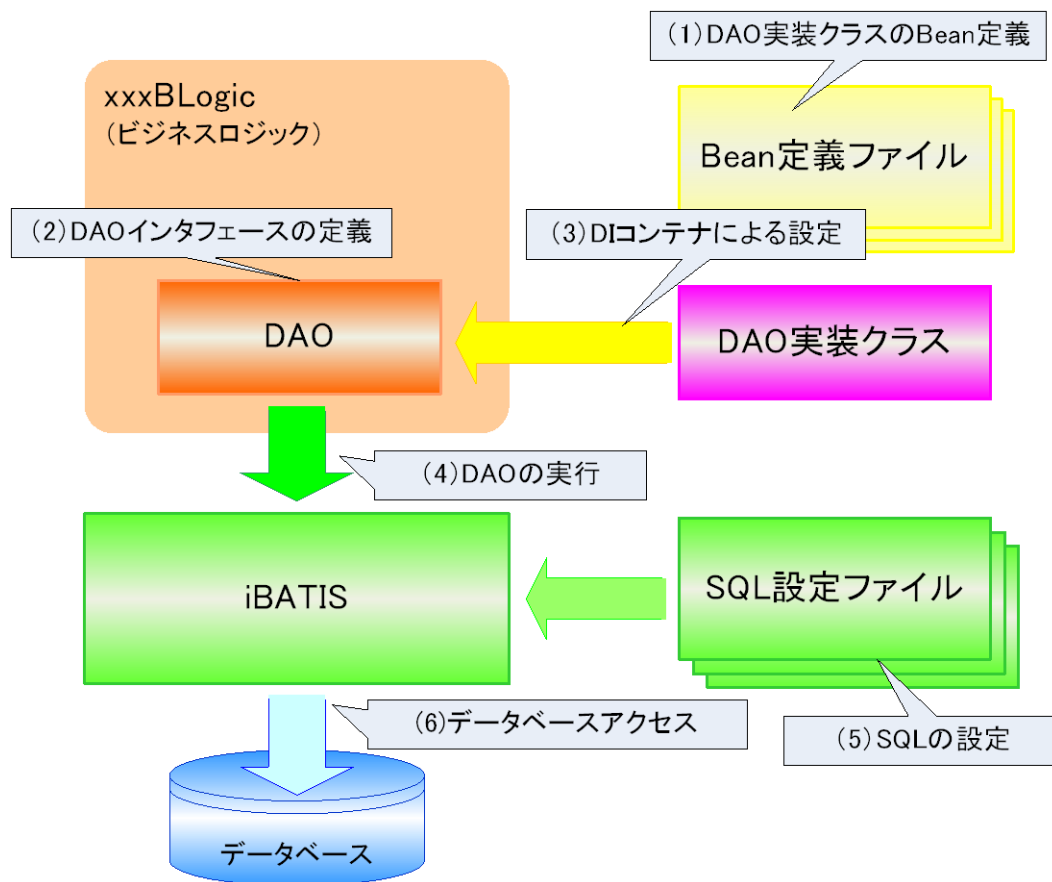 (1)DAO実装クラスのBean定義
xxxBLogic
(ビジネスロジック)
Bean定義ファイル
(2)DAOインタフェースの定義
(3)DIコンテナによる設定
DAO
DAO実装クラス
(4)DAOの実行
iBATIS
SQL設定ファイル
(6)データベースアクセス
(5)SQLの設定
データベース